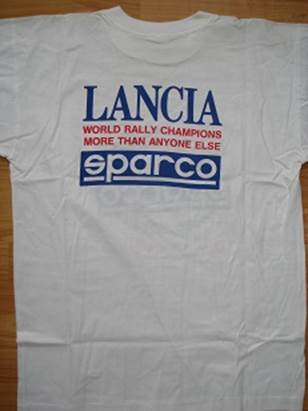 LANCIA
WORLD RALLY CHAMPIONS
MORE THAN ANYONE ELSE
sparco